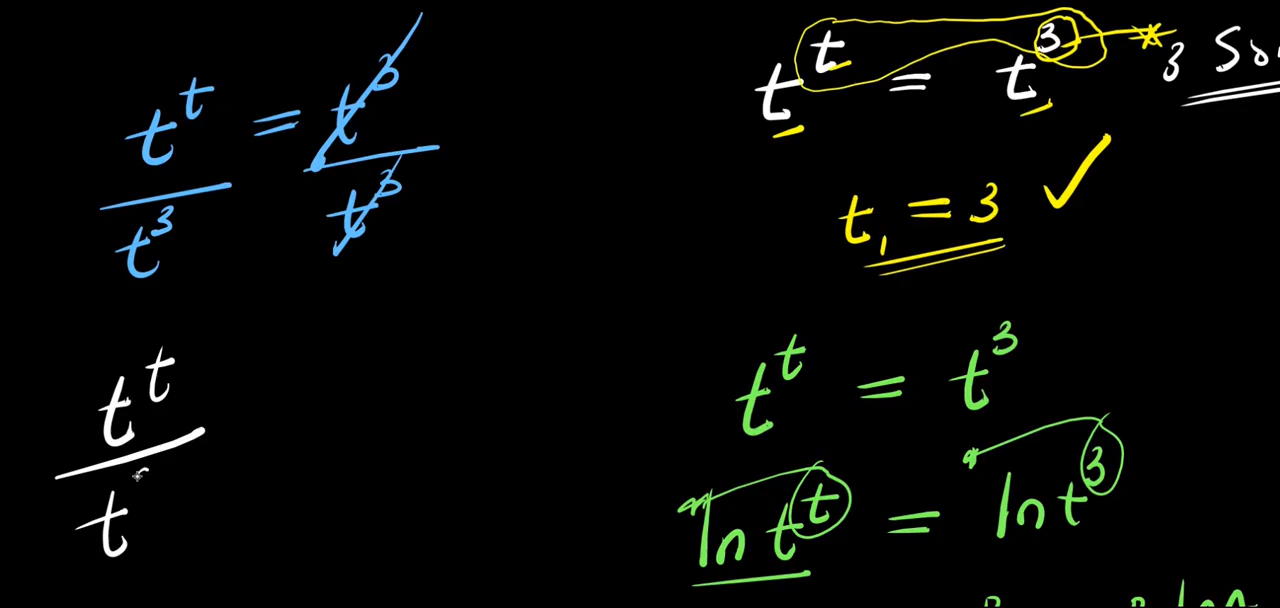 t^t / t^3 = t^3 / t^3
t^t / t
t^t = t^3
3 So
t₁ = 3 ✓
t^t = t^3
ln t^t = ln t^3